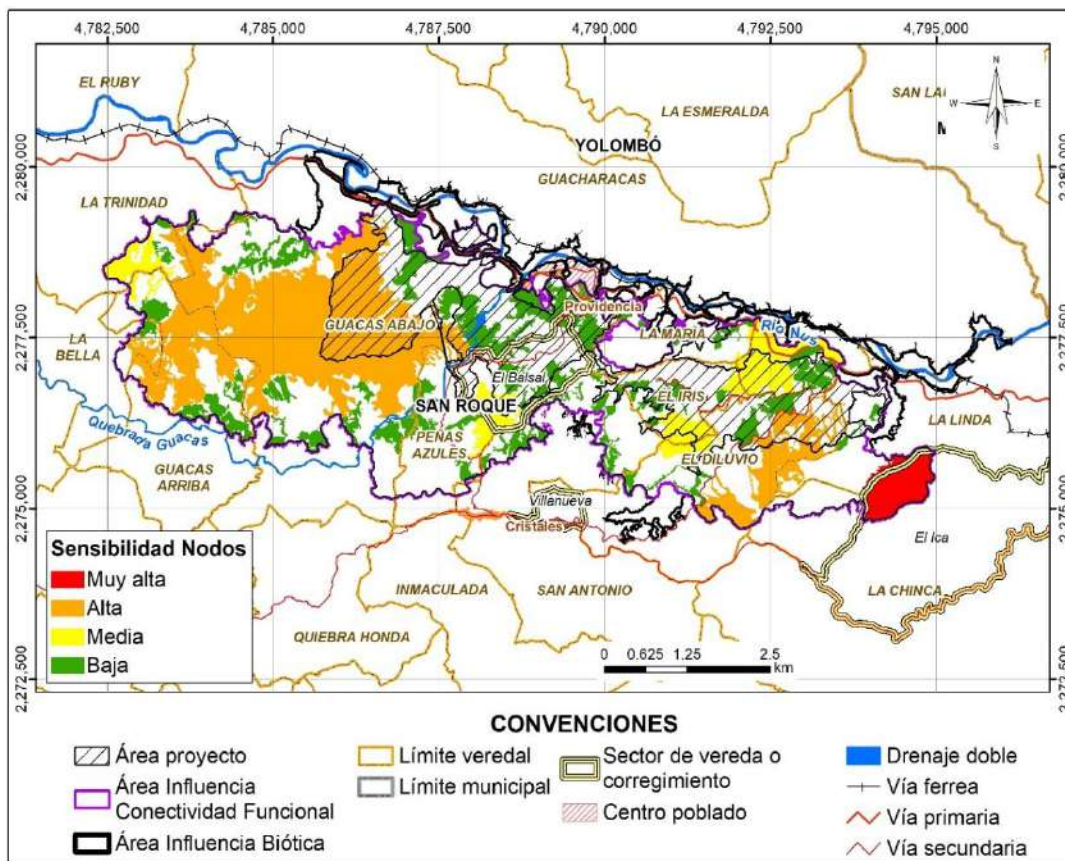 4,782,500
4,785,000
4,787,500
4,790,000
4,792,500
4,795,000
EL RUBY
LA ESMERALDA
N
W
E
S
YOLOMBÓ
GUACHARACAS
2,280,000
2,280,000
LA TRINIDAD
Providencia
LA MARÍA
Río Nus
GUACAS ABAJO
2,277,500
2,277,500
LA
BELLA
El Balsal
EL IRIS
SAN ROQUE
LA LINDA
Quebrada Guacas
PEÑAS
AZULES
EL DILUVIO
GUACAS
ARRIBA
Villanueva
2,275,000
2,275,000
Cristales
El Ica
Sensibilidad Nodos
Muy alta
Alta
Media
Baja
INMACULADA
SAN ANTONIO
LA CHINCA
QUIEBRA HONDA
0 0.625 1.25 2.5
km
2,272,500
2,272,500
CONVENCIONES
Área proyecto
Área Influencia
Conectividad Funcional
Área Influencia Biótica
Límite veredal
Límite municipal
Sector de vereda o
corregimiento
Centro poblado
Drenaje doble
Vía ferrea
Vía primaria
Vía secundaria